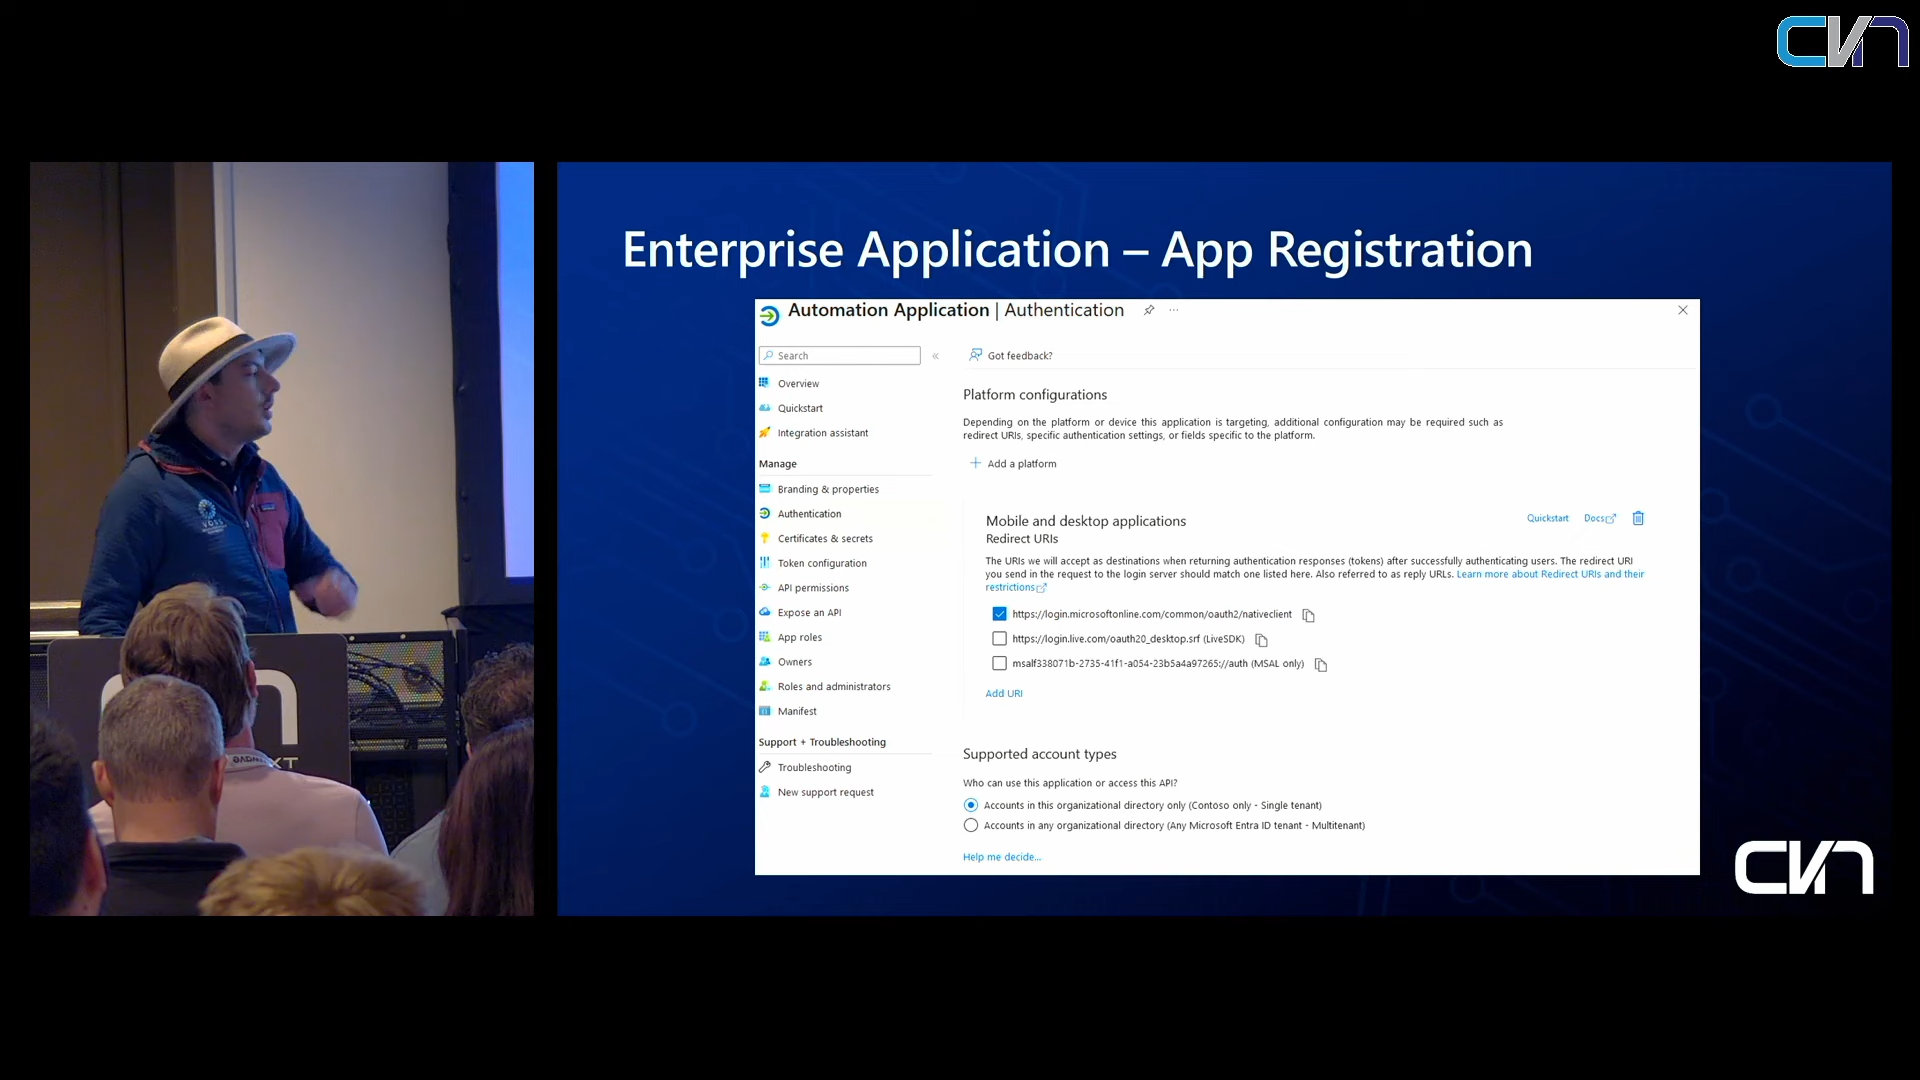 CVN
VOSS
XT
Enterprise Application – App Registration
Automation Application | Authentication
Search
Got feedback?
Overview
Quickstart
Integration assistant
Manage
Branding & properties
Authentication
Certificates & secrets
Token configuration
API permissions
Expose an API
App roles
Owners
Roles and administrators
Manifest
Support + Troubleshooting
Troubleshooting
New support request
Platform configurations
Depending on the platform or device this application is targeting, additional configuration may be required such as
redirect URIs, specific authentication settings, or fields specific to the platform.
Add a platform
Mobile and desktop applications
Quickstart Docs
Redirect URIs
The URIs we will accept as destinations when returning authentication responses (tokens) after successfully authenticating users. The redirect URI
you send in the request to the login server should match one listed here. Also referred to as reply URLs. Learn more about Redirect URIs and their
restrictions
https://login.microsoftonline.com/common/oauth2/nativeclient
https://login.live.com/oauth20_desktop.srf (LiveSDK)
msalf338071b-2735-41f1-a054-23b5a4a97265://auth (MSAL only)
Add URI
Supported account types
Who can use this application or access this API?
Accounts in this organizational directory only (Contoso only - Single tenant)
Accounts in any organizational directory (Any Microsoft Entra ID tenant - Multitenant)
Help me decide...
CVN